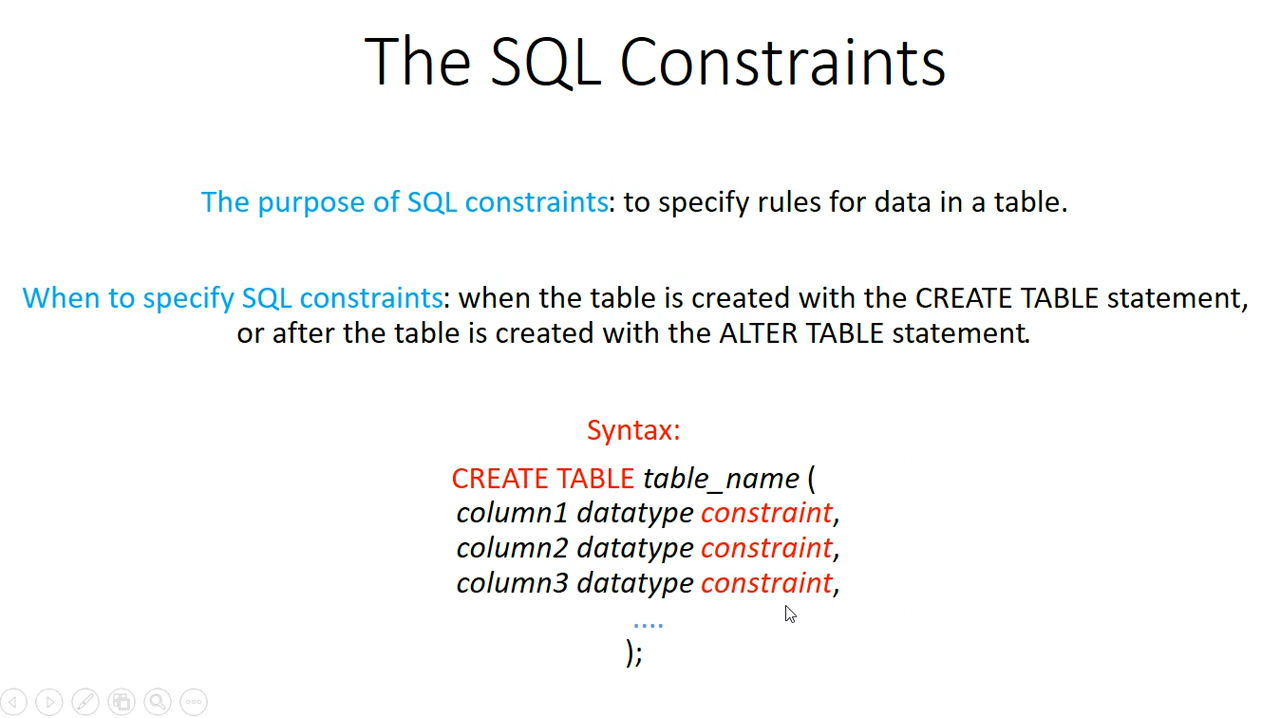 The SQL Constraints
The purpose of SQL constraints: to specify rules for data in a table.
When to specify SQL constraints: when the table is created with the CREATE TABLE statement,
or after the table is created with the ALTER TABLE statement.
Syntax:
CREATE TABLE table_name (
column1 datatype constraint,
column2 datatype constraint,
column3 datatype constraint,
....
);